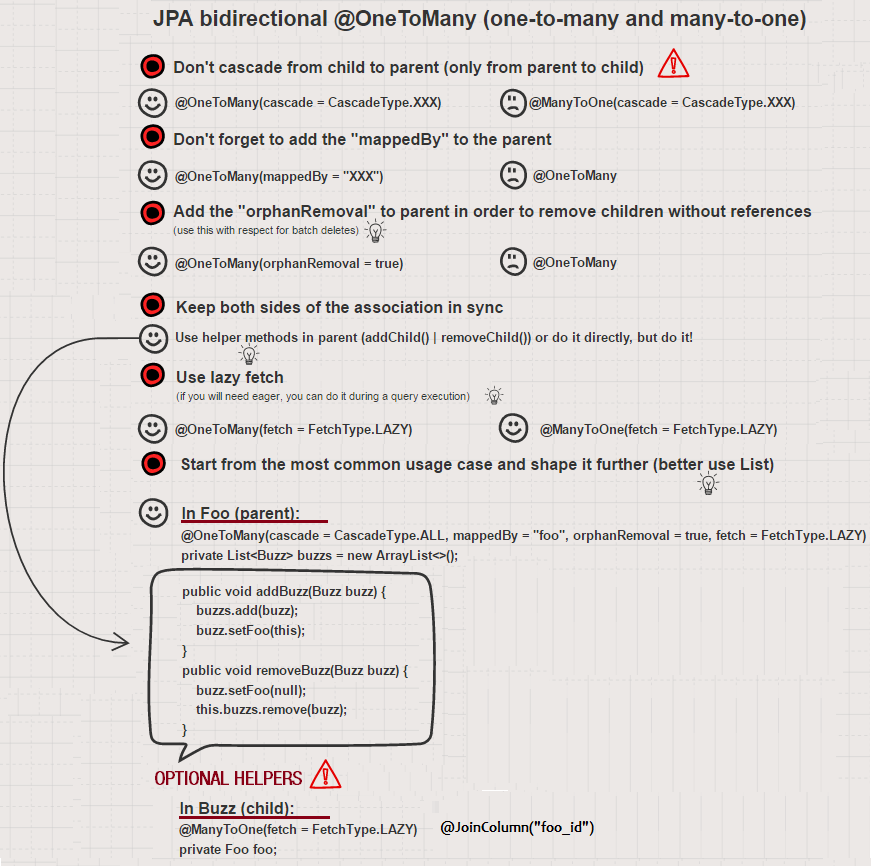 JPA bidirectional @OneToMany (one-to-many and many-to-one)
Don't cascade from child to parent (only from parent to child)
@OneToMany(cascade = CascadeType.XXX) @ManyToOne(cascade = CascadeType.XXX)
Don't forget to add the "mappedBy" to the parent
@OneToMany(mappedBy = "XXX") @OneToMany
Add the "orphanRemoval" to parent in order to remove children without references
(use this with respect for batch deletes)
@OneToMany(orphanRemoval = true) @OneToMany
Keep both sides of the association in sync
Use helper methods in parent (addChild() | removeChild()) or do it directly, but do it!
Use lazy fetch
(if you will need eager, you can do it during a query execution)
@OneToMany(fetch = FetchType.LAZY) @ManyToOne(fetch = FetchType.LAZY)
Start from the most common usage case and shape it further (better use List)
In Foo (parent):
@OneToMany(cascade = CascadeType.ALL, mappedBy = "foo", orphanRemoval = true, fetch = FetchType.LAZY)
private List<Buzz> buzzs = new ArrayList<>();
public void addBuzz(Buzz buzz) {
buzzs.add(buzz);
buzz.setFoo(this);
}
public void removeBuzz(Buzz buzz) {
buzz.setFoo(null);
this.buzzs.remove(buzz);
}
OPTIONAL HELPERS
In Buzz (child):
@ManyToOne(fetch = FetchType.LAZY) @JoinColumn("foo_id")
private Foo foo;